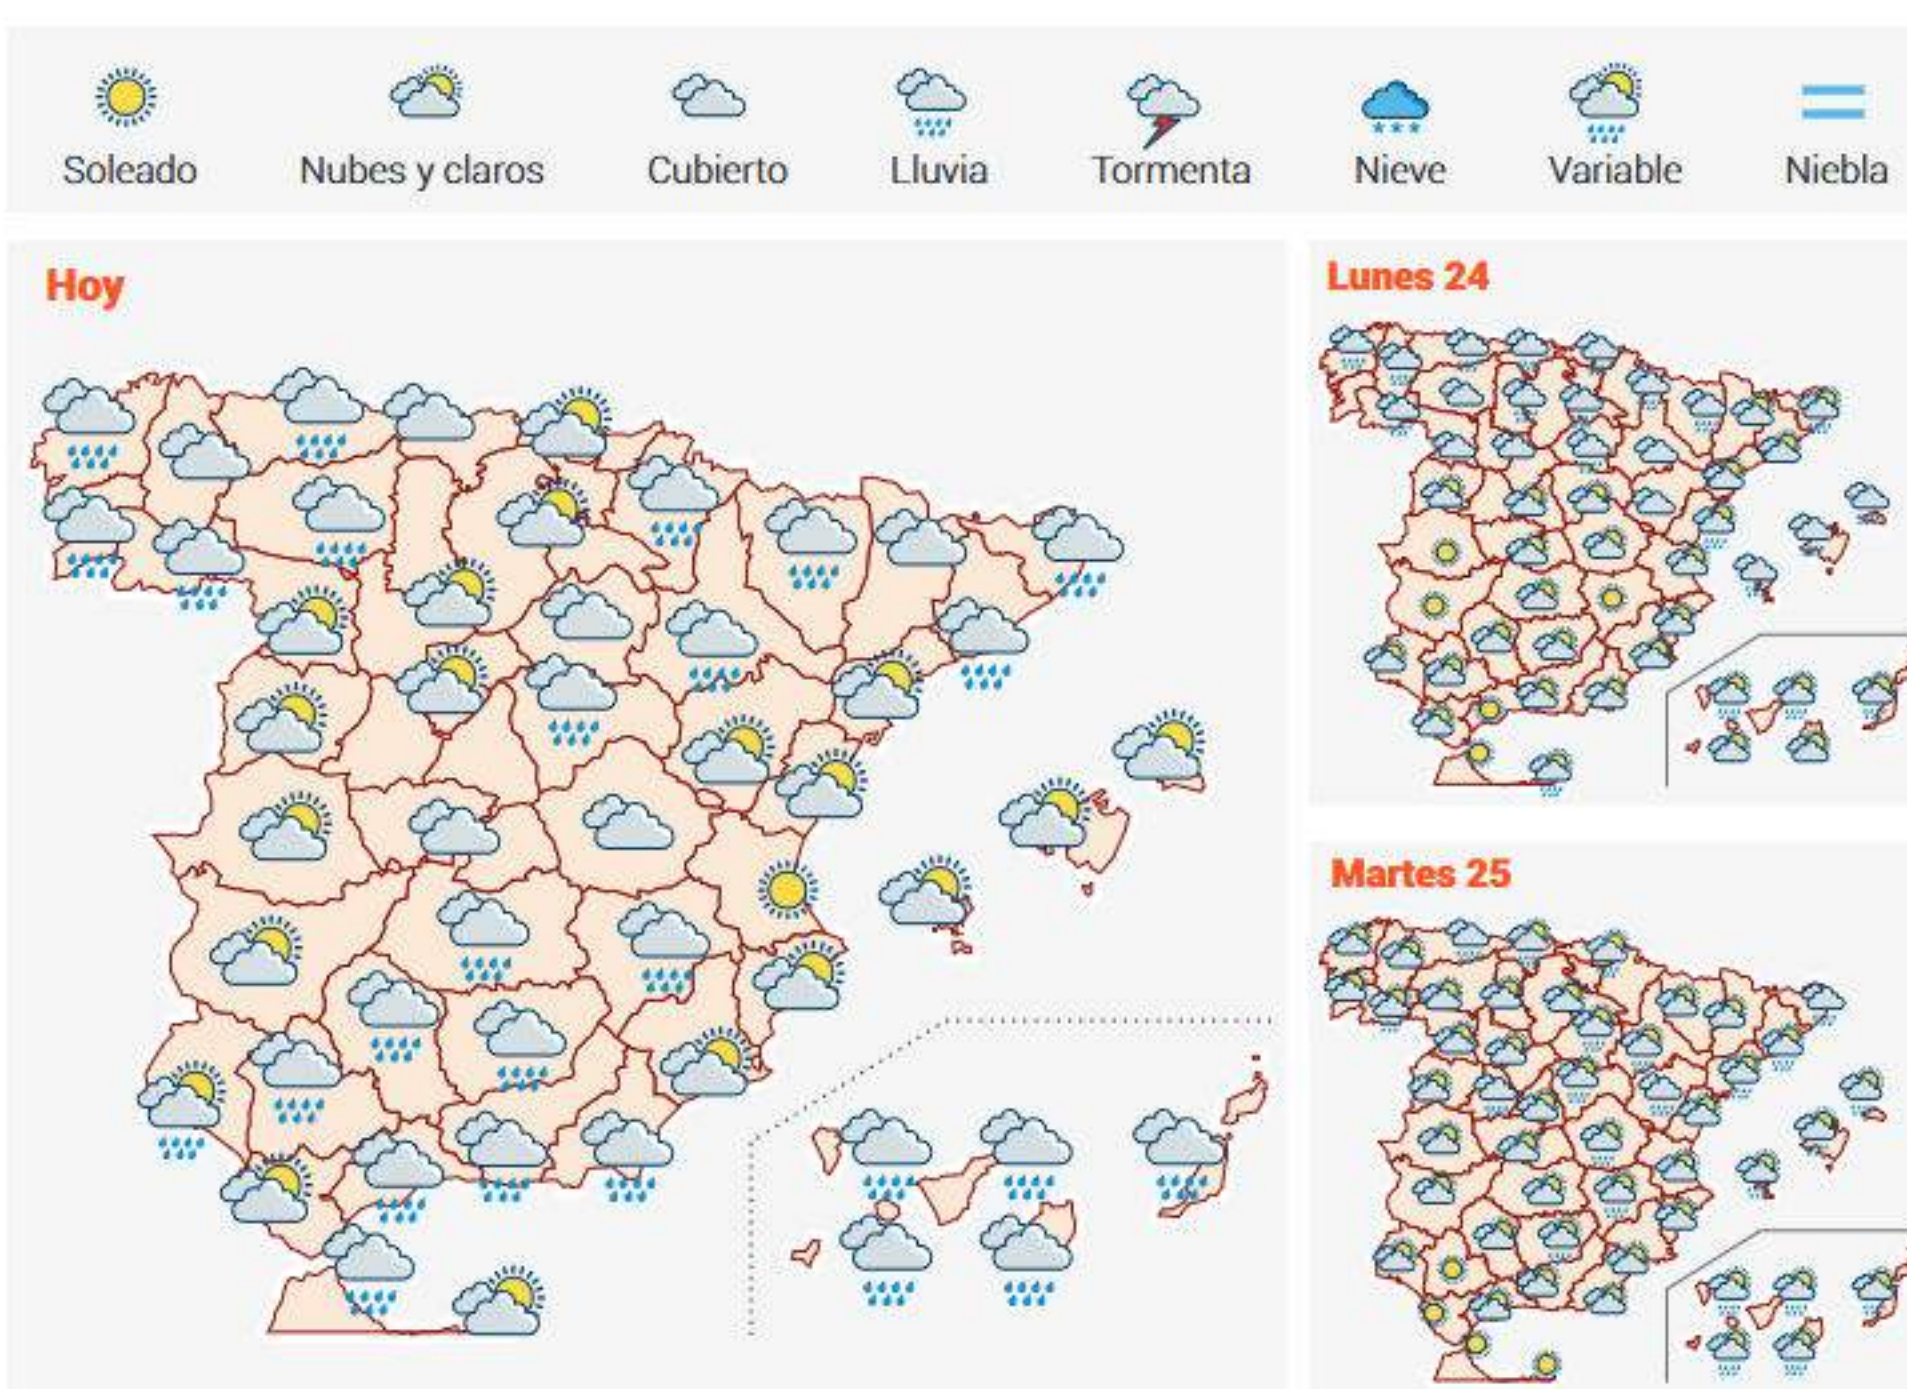 Soleado Nubes y claros Cubierto Lluvia Tormenta Nieve Variable Niebla
Hoy
Lunes 24
Martes 25